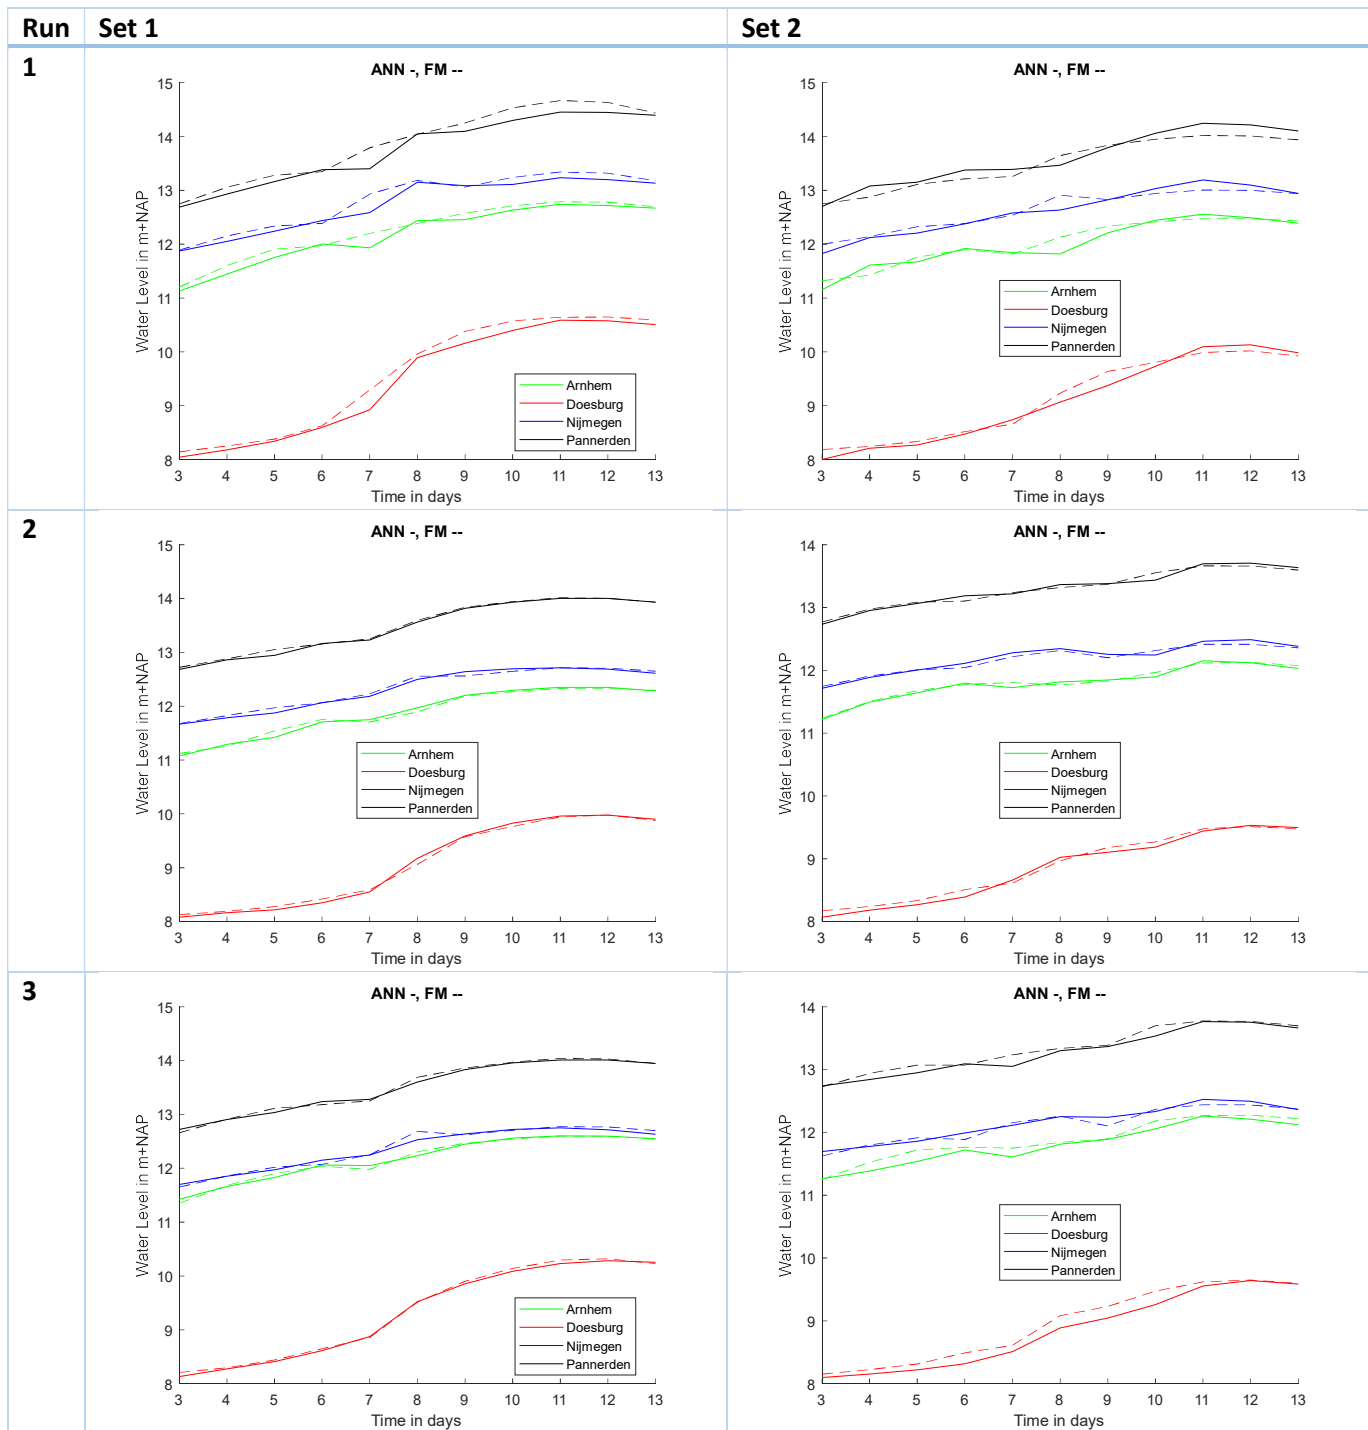 Run Set 1 Set 2
1
ANN -, FM --
15
14
13
12
11
10
9
8
Water Level in m+NAP
Arnhem
Doesburg
Nijmegen
Pannerden
3 4 5 6 7 8 9 10 11 12 13
Time in days
ANN -, FM --
15
14
13
12
11
10
9
8
Water Level in m+NAP
Arnhem
Doesburg
Nijmegen
Pannerden
3 4 5 6 7 8 9 10 11 12 13
Time in days
2
ANN -, FM --
15
14
13
12
11
10
9
8
Water Level in m+NAP
Arnhem
Doesburg
Nijmegen
Pannerden
3 4 5 6 7 8 9 10 11 12 13
Time in days
ANN -, FM --
14
13
12
11
10
9
8
Water Level in m+NAP
Arnhem
Doesburg
Nijmegen
Pannerden
3 4 5 6 7 8 9 10 11 12 13
Time in days
3
ANN -, FM --
15
14
13
12
11
10
9
8
Water Level in m+NAP
Arnhem
Doesburg
Nijmegen
Pannerden
3 4 5 6 7 8 9 10 11 12 13
Time in days
ANN -, FM --
14
13
12
11
10
9
8
Water Level in m+NAP
Arnhem
Doesburg
Nijmegen
Pannerden
3 4 5 6 7 8 9 10 11 12 13
Time in days